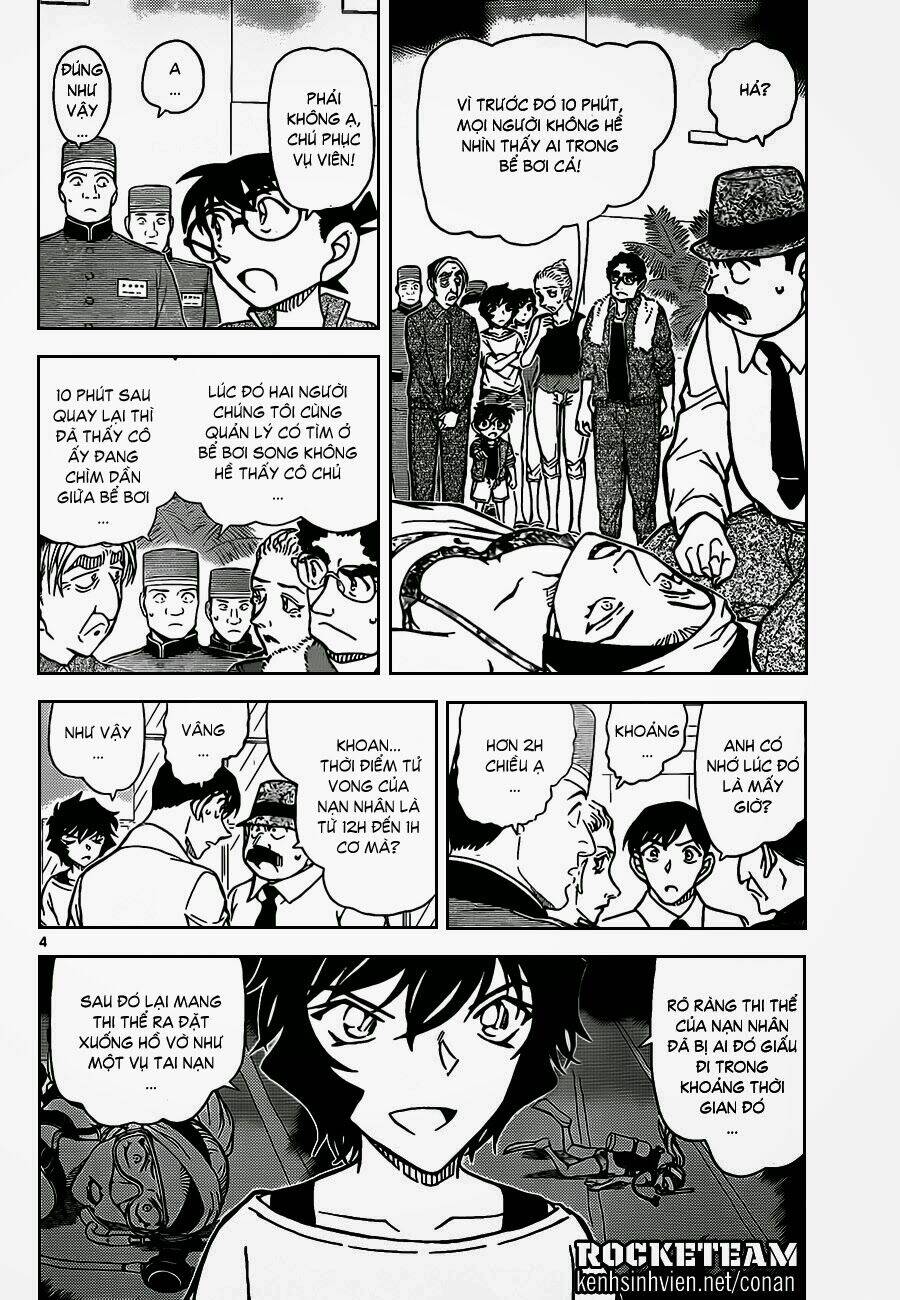 HẢ?
VÌ TRƯỚC ĐÓ 10 PHÚT,
MỌI NGƯỜI KHÔNG HỀ
NHÌN THẤY AI TRONG
BỂ BƠI CẢ!
PHẢI
KHÔNG Ạ,
CHÚ PHỤC
VỤ VIÊN!
A
...
ĐÚNG
NHƯ
VẬY
...
LÚC ĐÓ HAI NGƯỜI
CHÚNG TÔI CÙNG
QUẢN LÝ CÓ TÌM Ở
BỂ BƠI SONG KHÔNG
HỀ THẤY CÔ CHỦ
...
10 PHÚT SAU
QUAY LẠI THÌ
ĐÃ THẤY CÔ
ẤY ĐANG
CHÌM DẦN
GIỮA BỂ BƠI
...
ANH CÓ
NHỚ LÚC ĐÓ
LÀ MẤY
GIỜ?
KHOẢNG
...
HƠN 2H
CHIỀU Ạ
...
KHOAN...
THỜI ĐIỂM TỬ
VONG CỦA
NẠN NHÂN LÀ
TỪ 12H ĐẾN 1H
CƠ MÀ?
VÂNG
...
NHƯ VẬY
...
4
RÕ RÀNG THI THỂ
CỦA NẠN NHÂN
ĐÃ BỊ AI ĐÓ GIẤU
ĐI TRONG
KHOẢNG THỜI
GIAN ĐÓ
...
SAU ĐÓ LẠI MANG
THI THỂ RA ĐẶT
XUỐNG HỒ VỜ NHƯ
MỘT VỤ TAI NẠN
...
ROCKETEAM
kenhsinhvien.net/conan